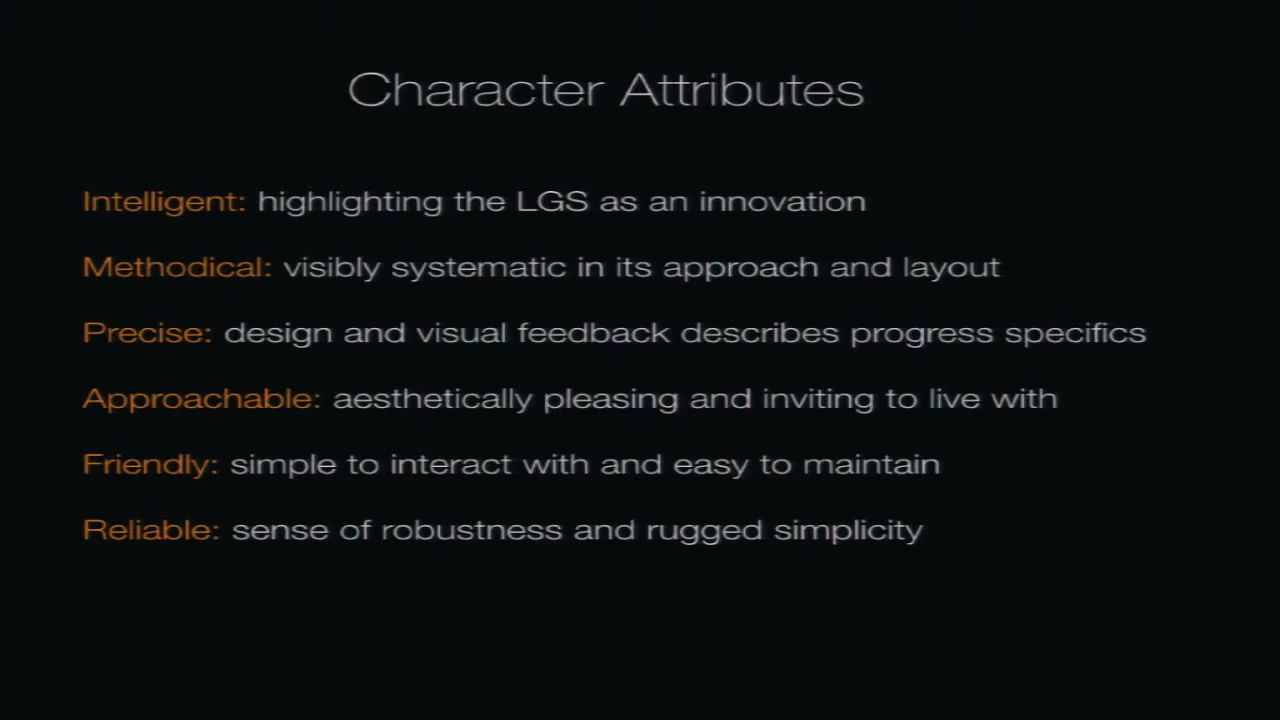 Character Attributes
Intelligent: highlighting the LGS as an innovation
Methodical: visibly systematic in its approach and layout
Precise: design and visual feedback describes progress specifics
Approachable: aesthetically pleasing and inviting to live with
Friendly: simple to interact with and easy to maintain
Reliable: sense of robustness and rugged simplicity